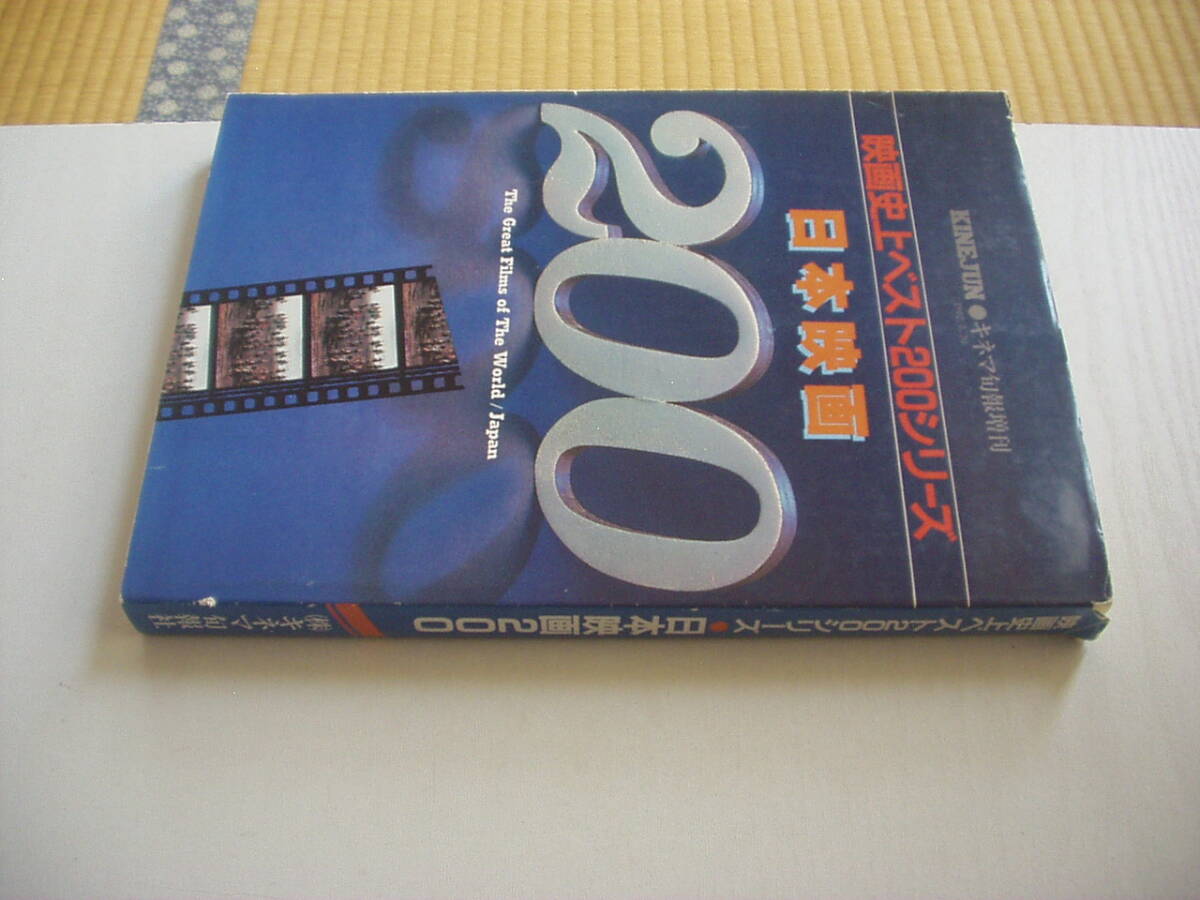 KINEJUN●キネマ旬報増刊
映画史上ベスト200シリーズ
日本映画
200
The Great Films of The World/Japan
映画史上ベスト200シリーズ●日本映画200
㈱キネマ旬報社